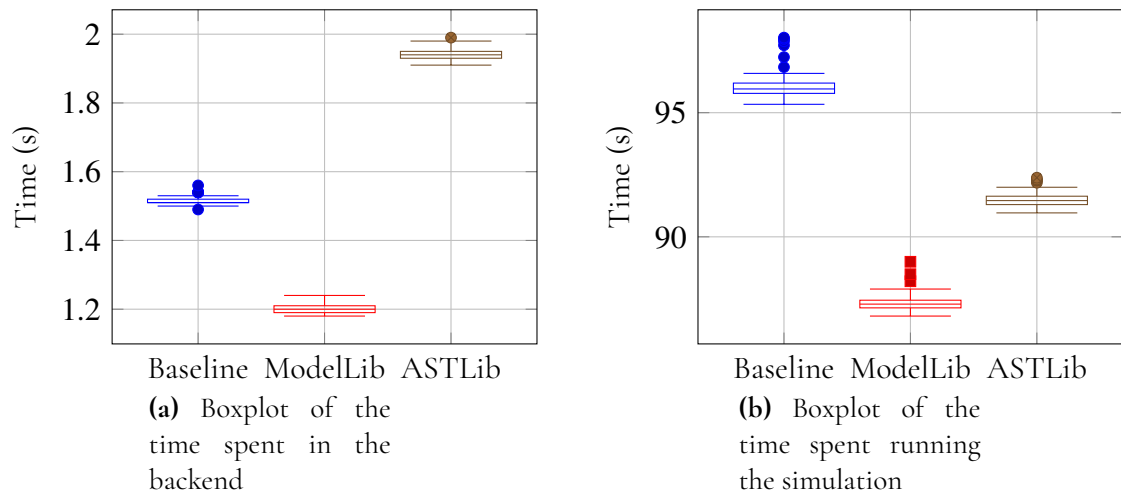 Time (s)
2
1.8
1.6
1.4
1.2
Baseline ModelLib ASTLib
(a) Boxplot of the
time spent in the
backend
Time (s)
95
90
Baseline ModelLib ASTLib
(b) Boxplot of the
time spent running
the simulation